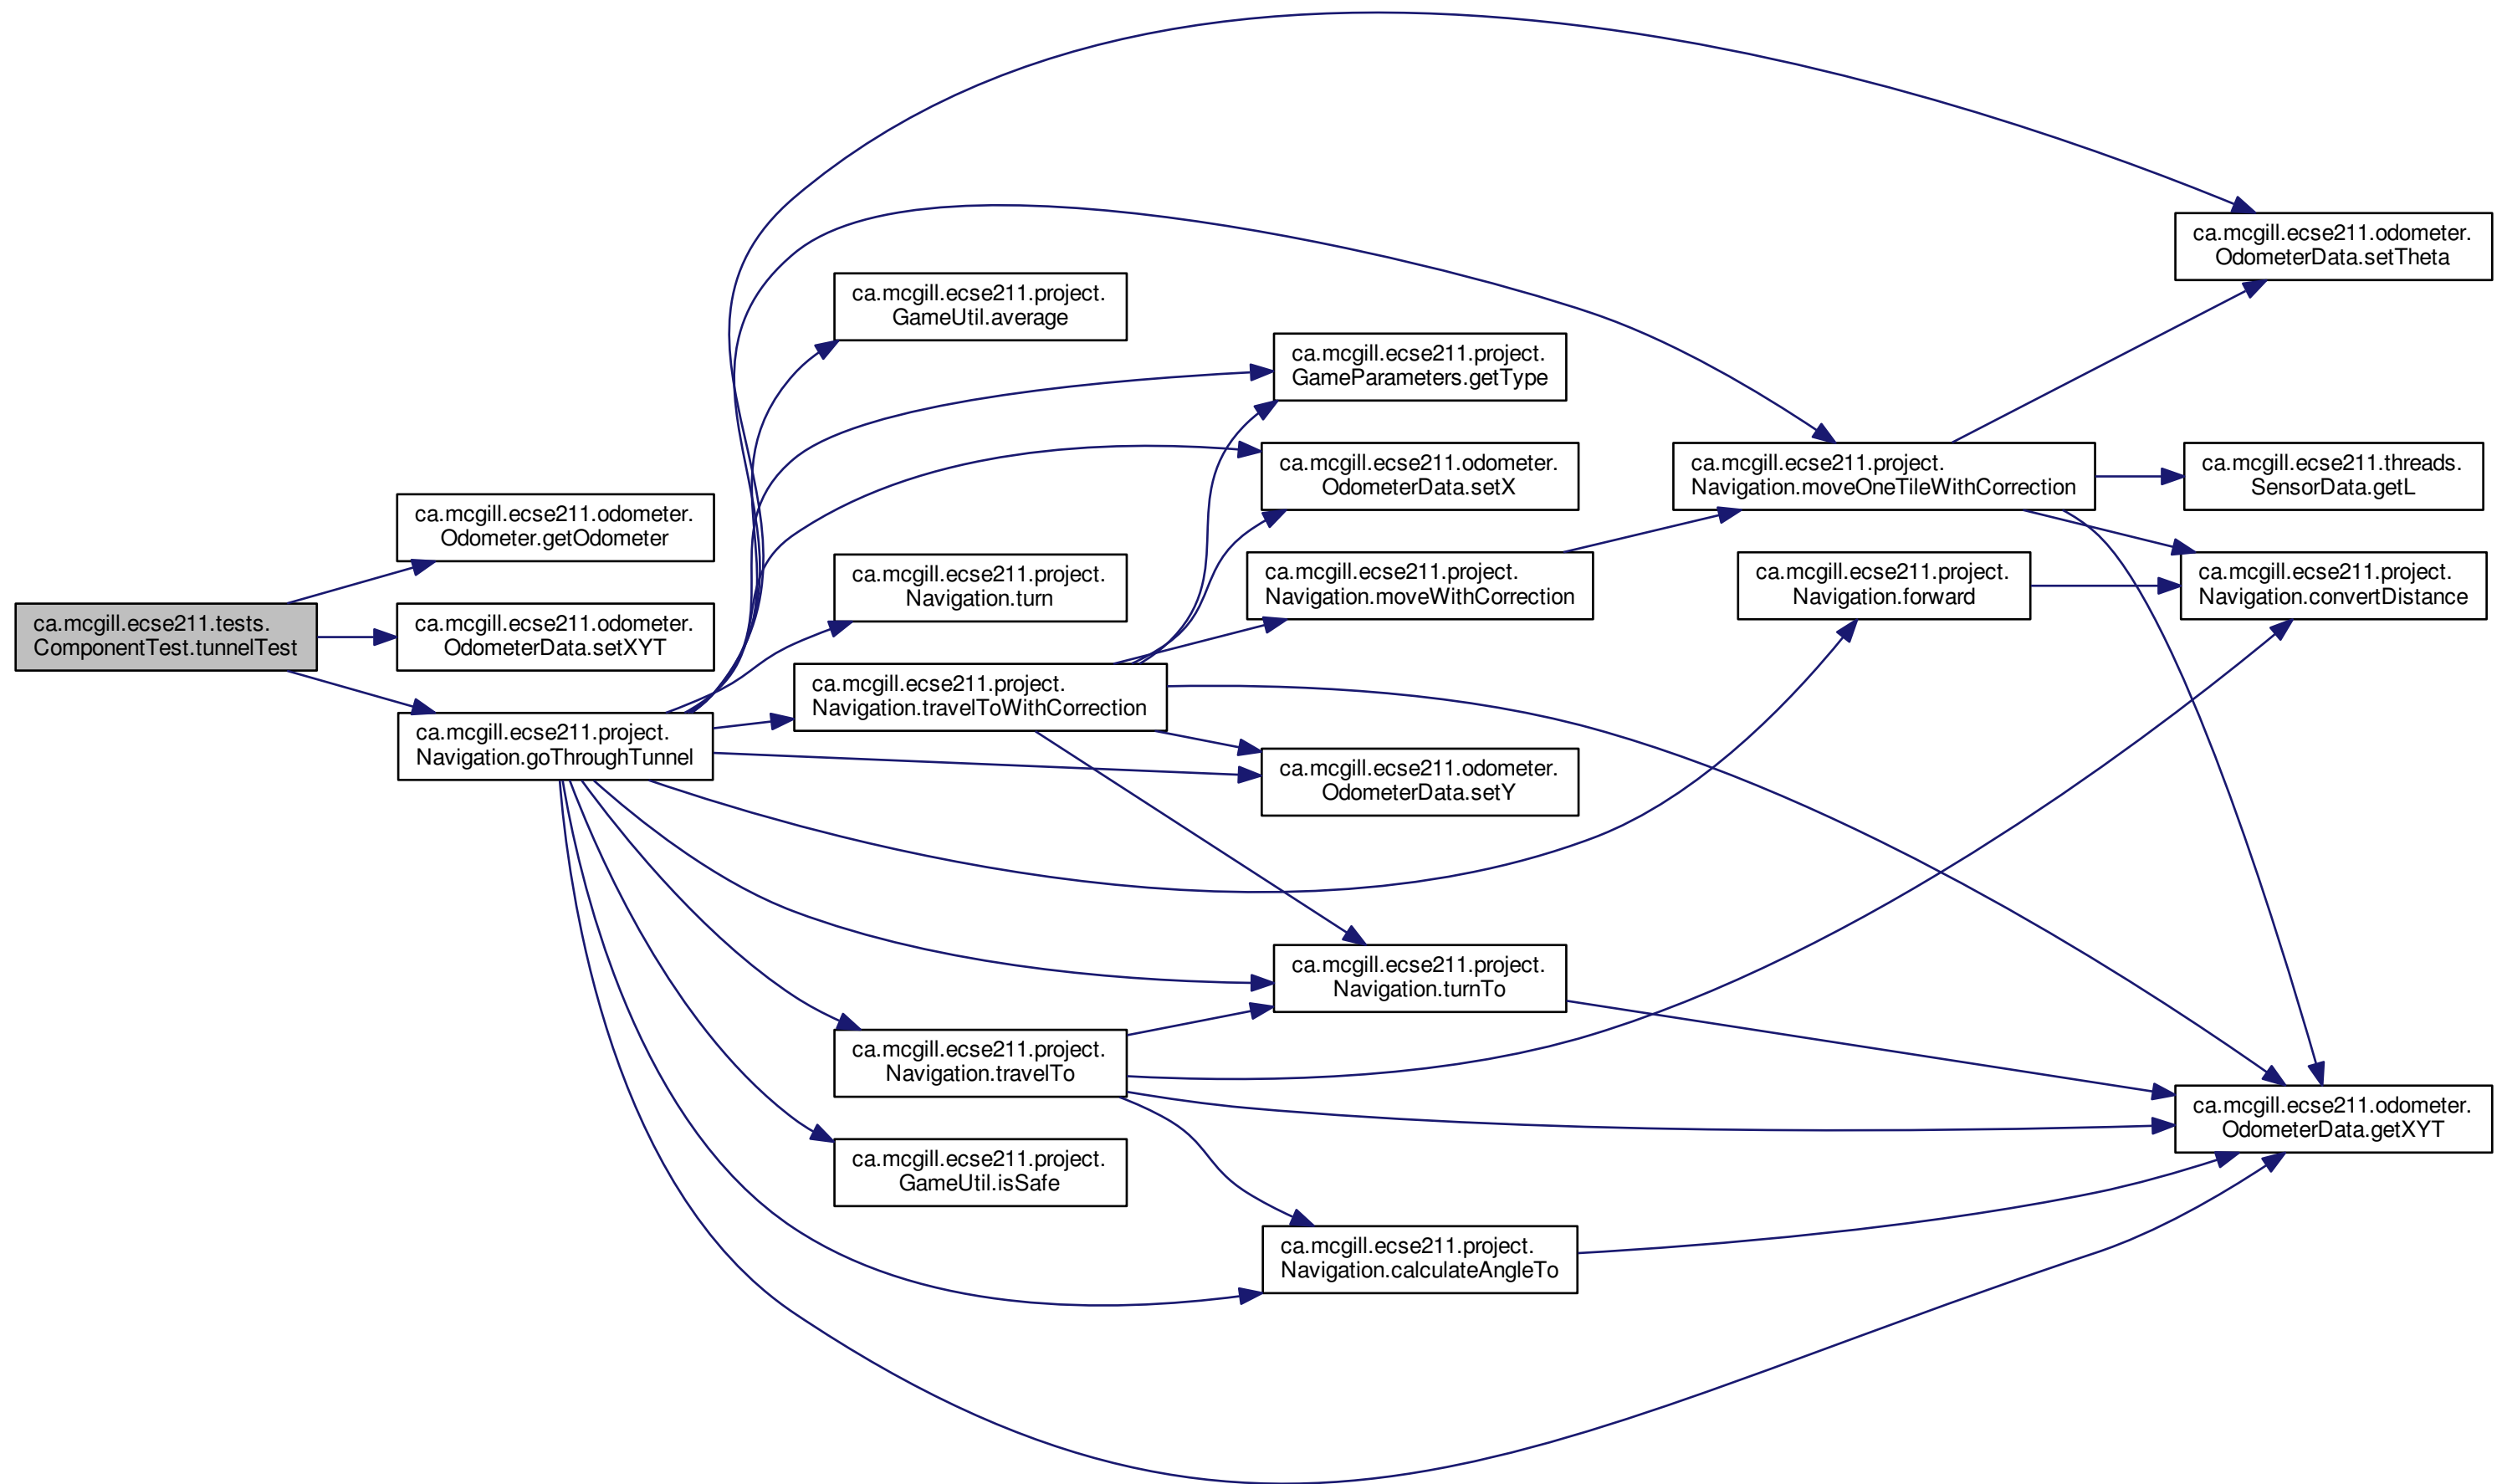 ca.mcgill.ecse211.tests.
ComponentTest.tunnelTest
ca.mcgill.ecse211.odometer.
Odometer.getOdometer
ca.mcgill.ecse211.odometer.
OdometerData.setXYT
ca.mcgill.ecse211.project.
Navigation.goThroughTunnel
ca.mcgill.ecse211.project.
GameUtil.average
ca.mcgill.ecse211.project.
Navigation.turn
ca.mcgill.ecse211.project.
Navigation.travelToWithCorrection
ca.mcgill.ecse211.project.
Navigation.travelTo
ca.mcgill.ecse211.project.
GameUtil.isSafe
ca.mcgill.ecse211.project.
GameParameters.getType
ca.mcgill.ecse211.odometer.
OdometerData.setX
ca.mcgill.ecse211.project.
Navigation.moveWithCorrection
ca.mcgill.ecse211.odometer.
OdometerData.setY
ca.mcgill.ecse211.project.
Navigation.turnTo
ca.mcgill.ecse211.project.
Navigation.calculateAngleTo
ca.mcgill.ecse211.project.
Navigation.moveOneTileWithCorrection
ca.mcgill.ecse211.project.
Navigation.forward
ca.mcgill.ecse211.odometer.
OdometerData.setTheta
ca.mcgill.ecse211.threads.
SensorData.getL
ca.mcgill.ecse211.project.
Navigation.convertDistance
ca.mcgill.ecse211.odometer.
OdometerData.getXYT